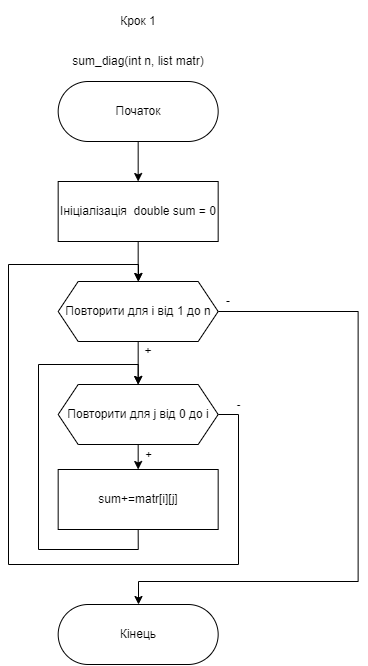 Крок 1
sum_diag(int n, list matr)
Початок
Ініціалізація double sum = 0
Повторити для i від 1 до n
-
+
Повторити для j від 0 до i
-
+
sum+=matr[i][j]
Кінець